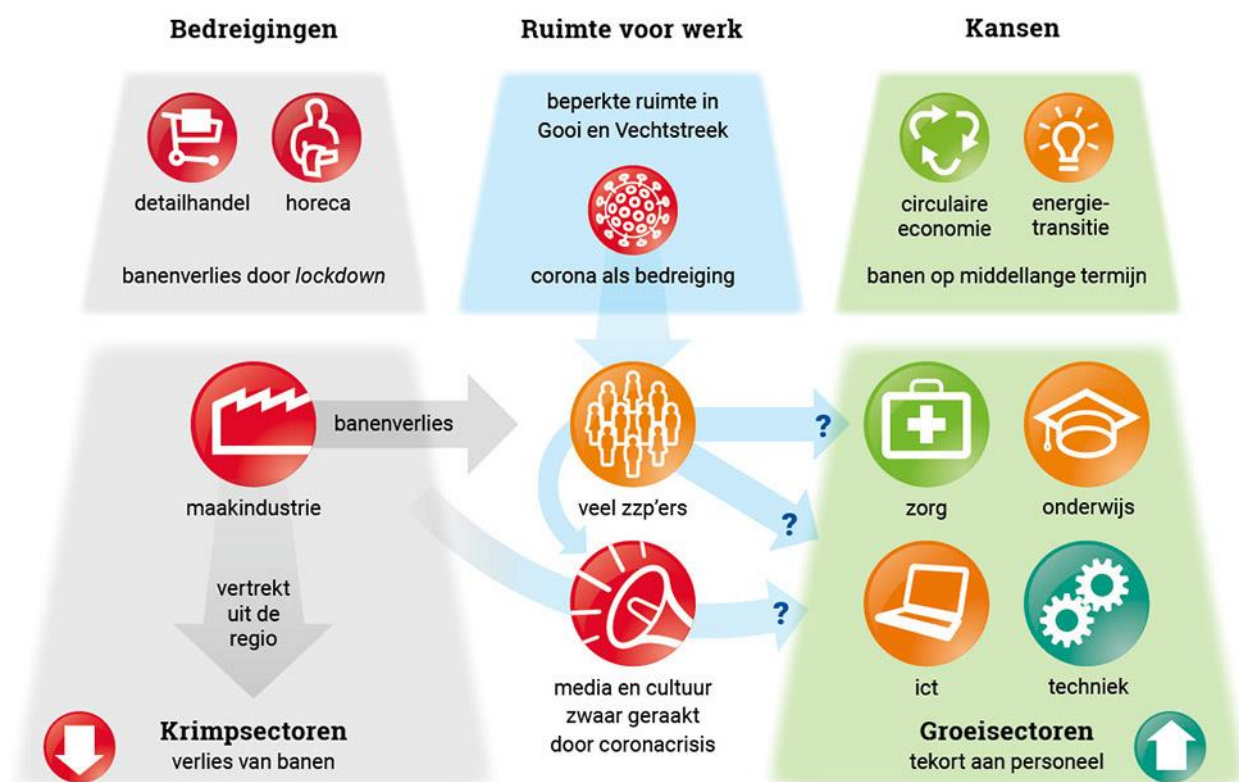 Bedreigingen
detailhandel
horeca
banenverlies door lockdown
Ruimte voor werk
beperkte ruimte in
Gooi en Vechtstreek
corona als bedreiging
Kansen
circulaire
economie
energie-
transitie
banen op middellange termijn
maakindustrie
banenverlies
vertrekt
uit de
regio
Krimpsectoren
verlies van banen
veel zzp'ers
?
?
?
media en cultuur
zwaar geraakt
door coronacrisis
zorg
onderwijs
ict
techniek
Groeisectoren
tekort aan personeel